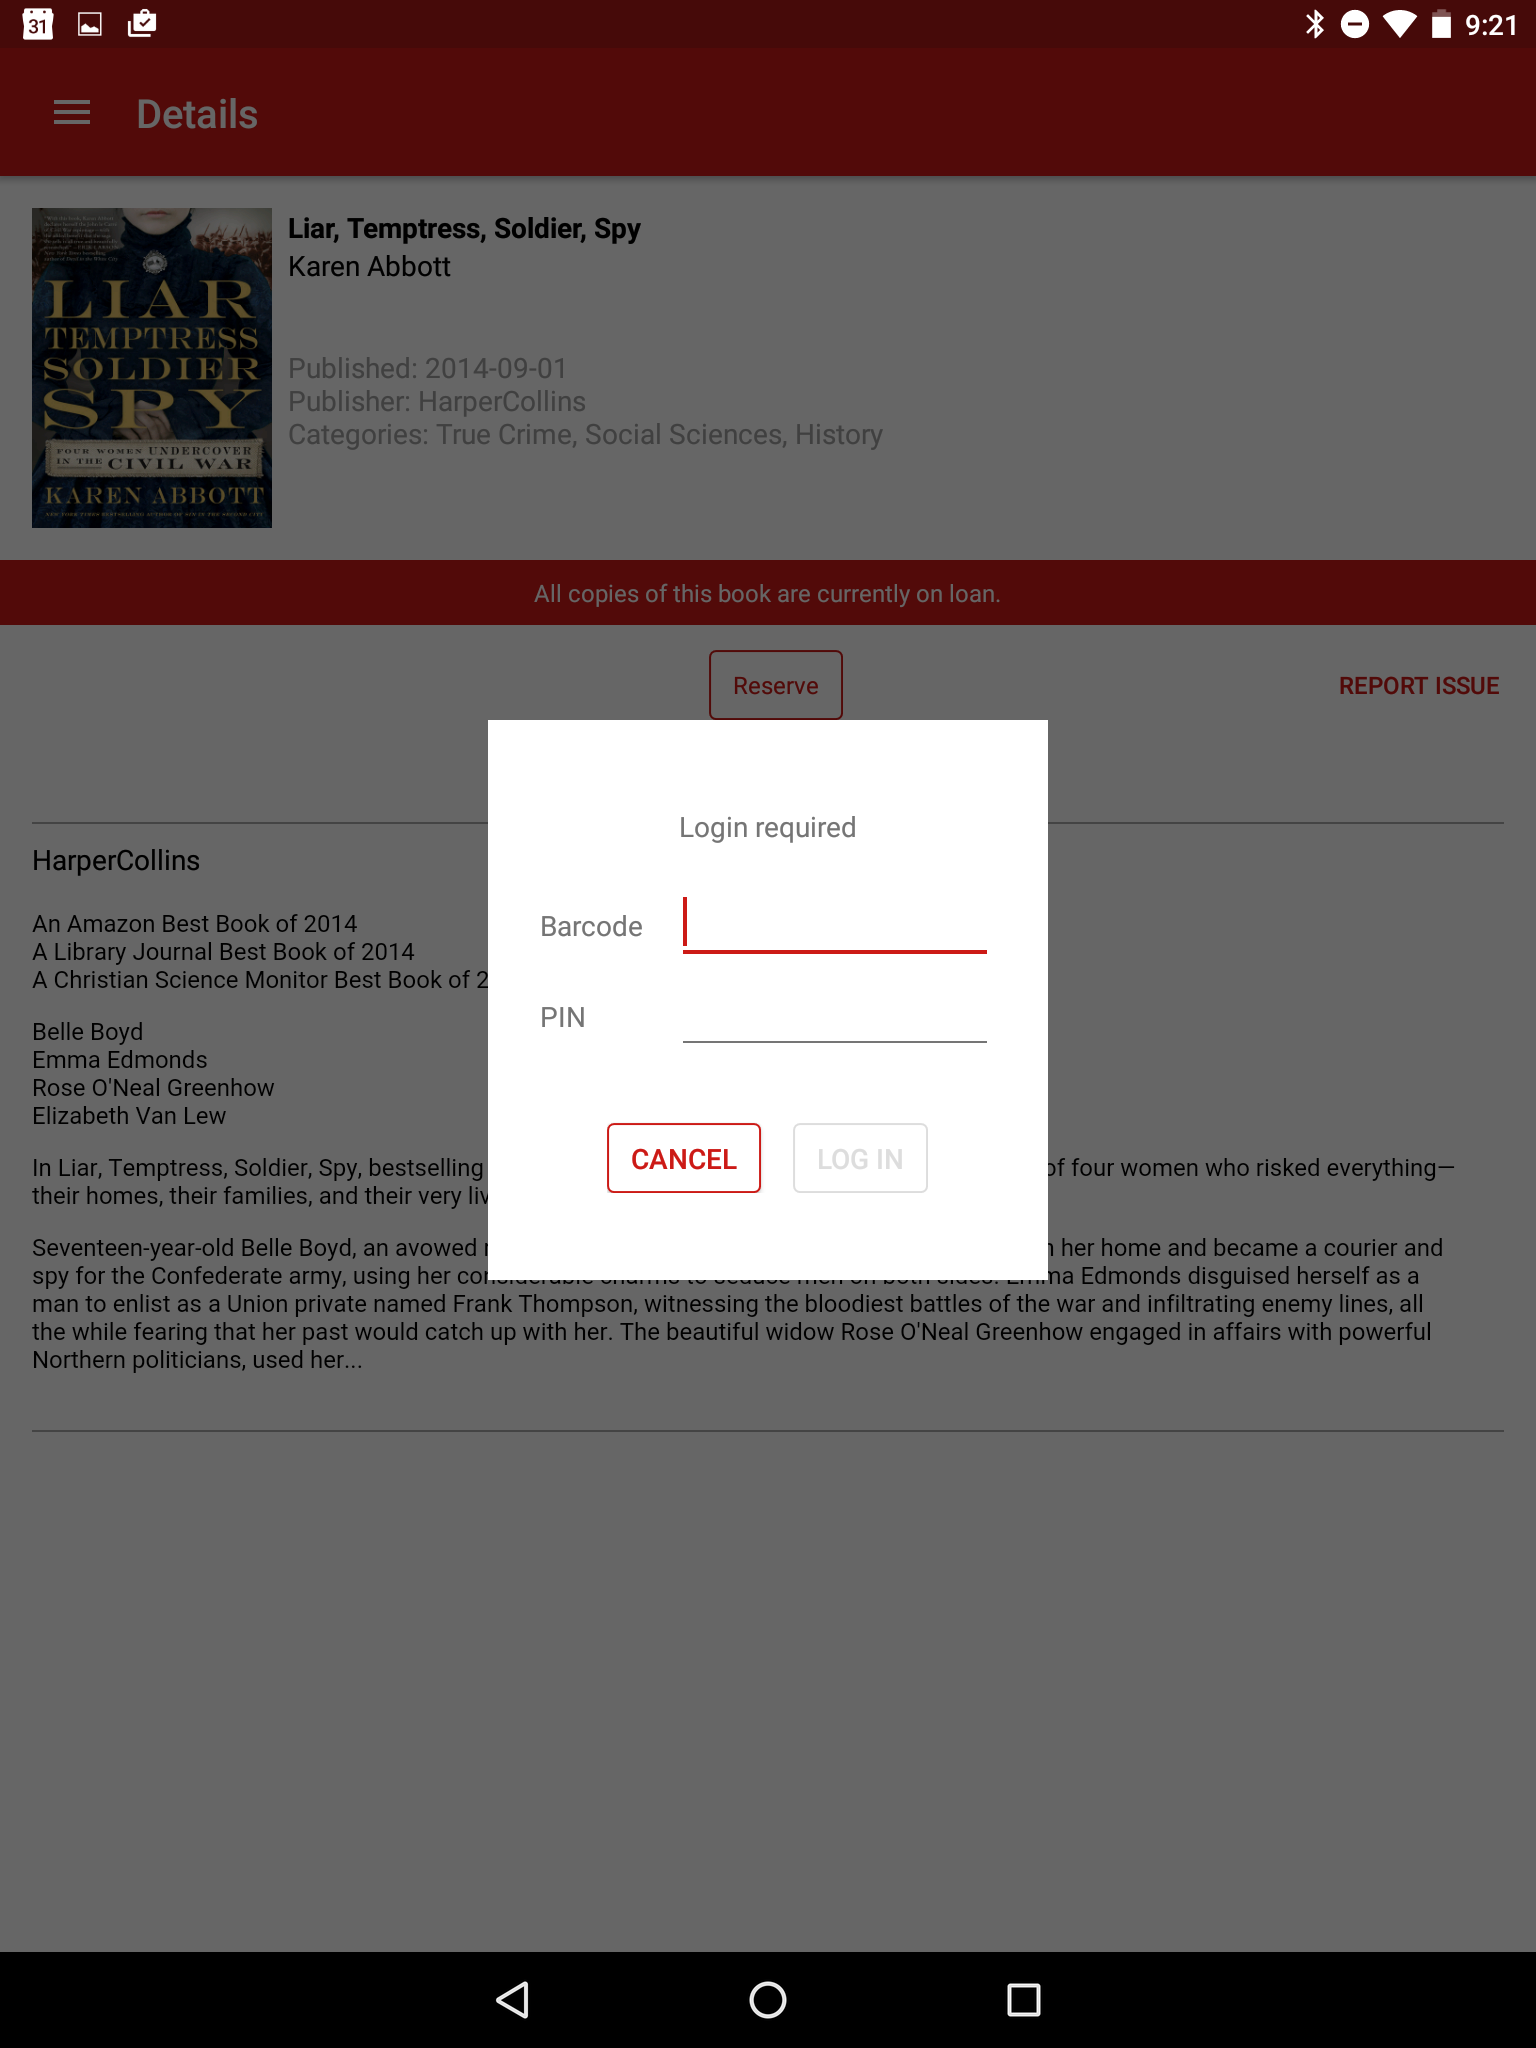 31
9:21
Details
LIAR
TEMPTRESS
SOLDIER
SPY
FOUR WOMEN UNDERCOVER
IN THE CIVIL WAR
KAREN ABBOTT
Liar, Temptress, Soldier, Spy
Karen Abbott
Published: 2014-09-01
Publisher: HarperCollins
Categories: True Crime, Social Sciences, History
All copies of this book are currently on loan.
Reserve
REPORT ISSUE
Login required
Barcode
PIN
CANCEL
LOG IN
HarperCollins
An Amazon Best Book of 2014
A Library Journal Best Book of 2014
A Christian Science Monitor Best Book of 2
Belle Boyd
Emma Edmonds
Rose O'Neal Greenhow
Elizabeth Van Lew
In Liar, Temptress, Soldier, Spy, bestselling of four women who risked everything—
their homes, their families, and their very liv
Seventeen-year-old Belle Boyd, an avowed her home and became a courier and
spy for the Confederate army, using her considerable charms to seduce men on both sides. Emma Edmonds disguised herself as a
man to enlist as a Union private named Frank Thompson, witnessing the bloodiest battles of the war and infiltrating enemy lines, all
the while fearing that her past would catch up with her. The beautiful widow Rose O'Neal Greenhow engaged in affairs with powerful
Northern politicians, used her...